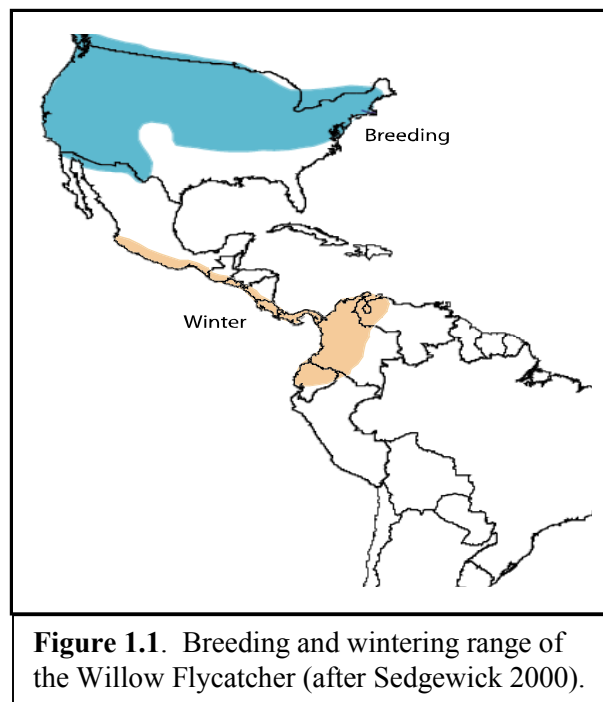 Breeding
Winter
Figure 1.1.  Breeding and wintering range of
the Willow Flycatcher (after Sedgewick 2000).